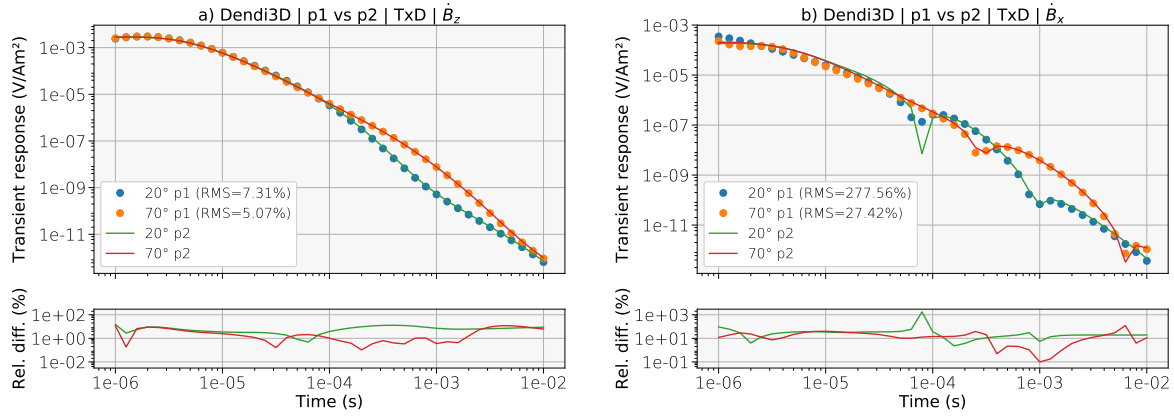 a) Dendi3D | p1 vs p2 | TxD | Ḃz
Transient response (V/Am²)
1e−03
1e−05
1e−07
1e−09
1e−11
20° p1 (RMS=7.31%)
70° p1 (RMS=5.07%)
20° p2
70° p2
Rel. diff. (%)
1e+02
1e+00
1e−02
1e−06
1e−05
1e−04
1e−03
1e−02
Time (s)
b) Dendi3D | p1 vs p2 | TxD | Ḃx
Transient response (V/Am²)
1e−03
1e−05
1e−07
1e−09
1e−11
20° p1 (RMS=277.56%)
70° p1 (RMS=27.42%)
20° p2
70° p2
Rel. diff. (%)
1e+03
1e+01
1e−01
1e−06
1e−05
1e−04
1e−03
1e−02
Time (s)